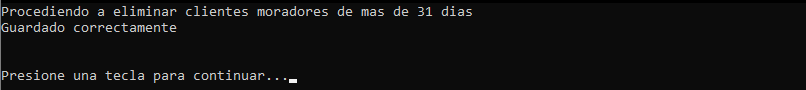 Procediendo a eliminar clientes moradores de mas de 31 dias
Guardado correctamente
Presione una tecla para continuar...